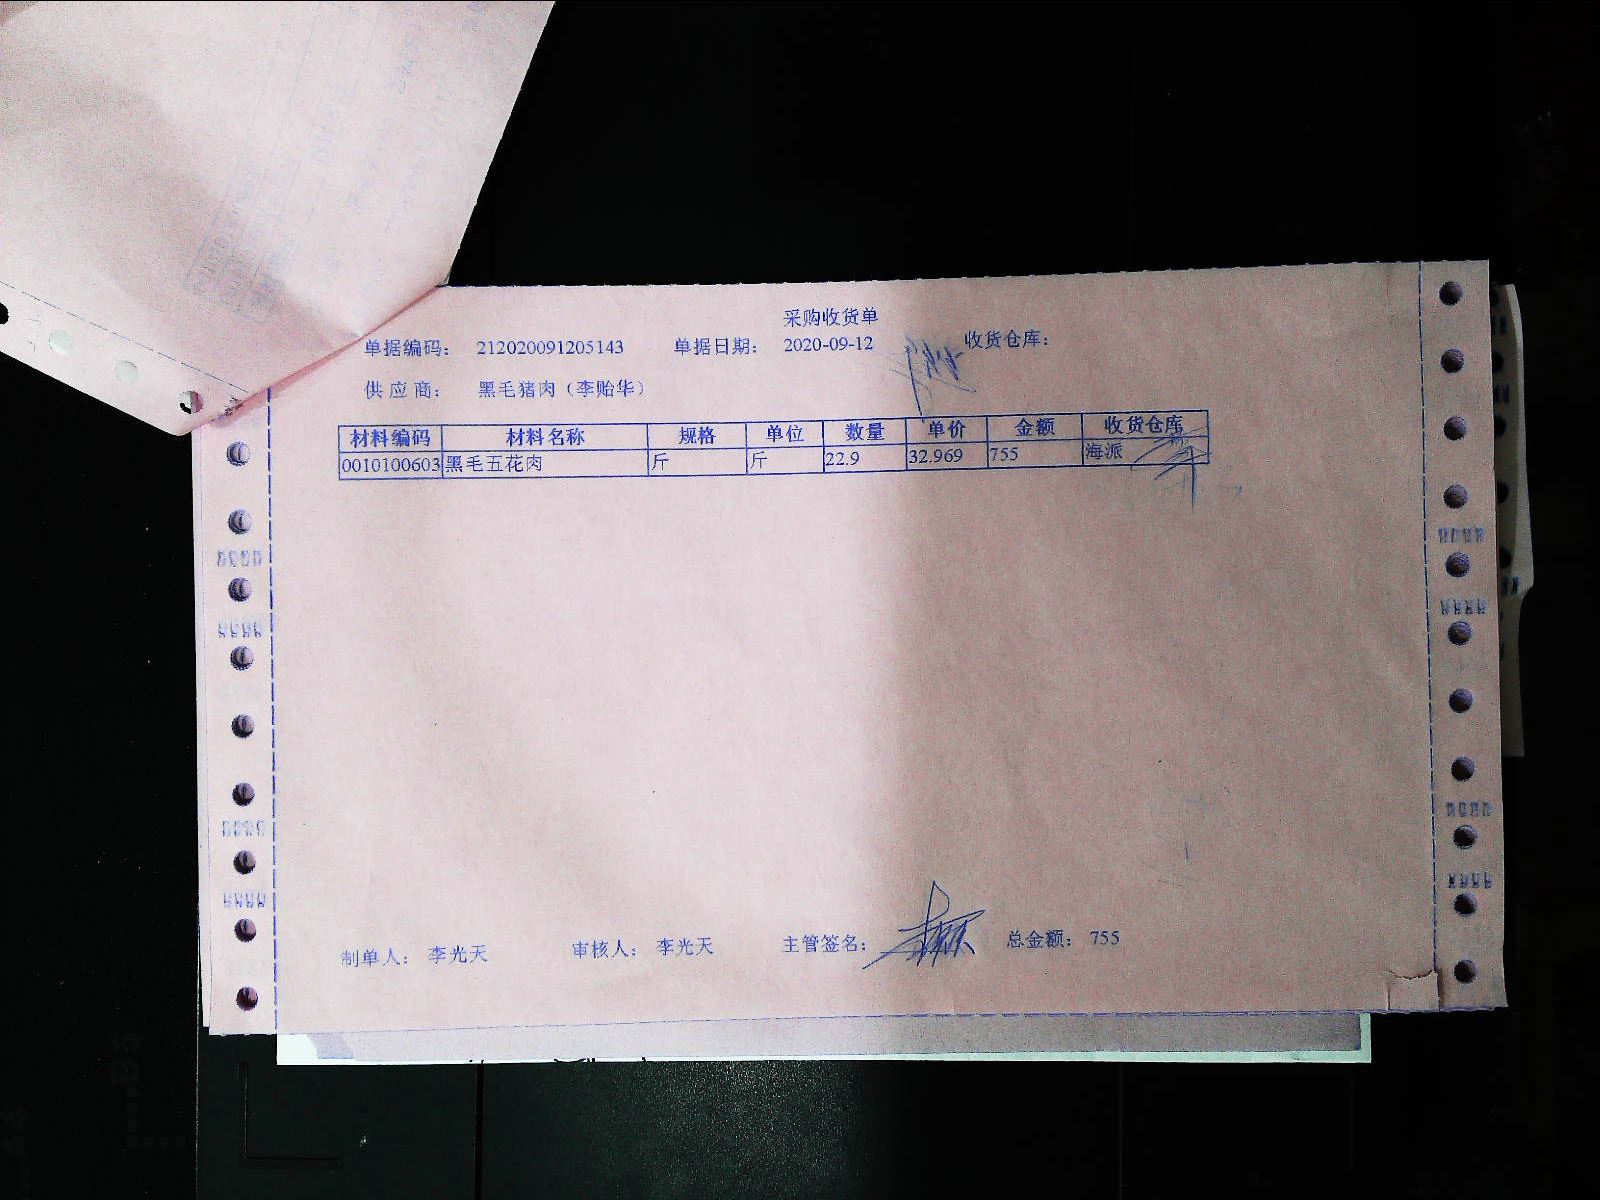 采购收货单
单据编码: 212020091205143 单据日期: 2020-09-12 收货仓库:
供应商: 黑毛猪肉(李贻华)
材料编码 材料名称 规格 单位 数量 单价 金额 收货仓库
0010100603 黑毛五花肉 斤 斤 22.9 32.969 755 海派
制单人: 李光天 审核人: 李光天 主管签名: 总金额: 755